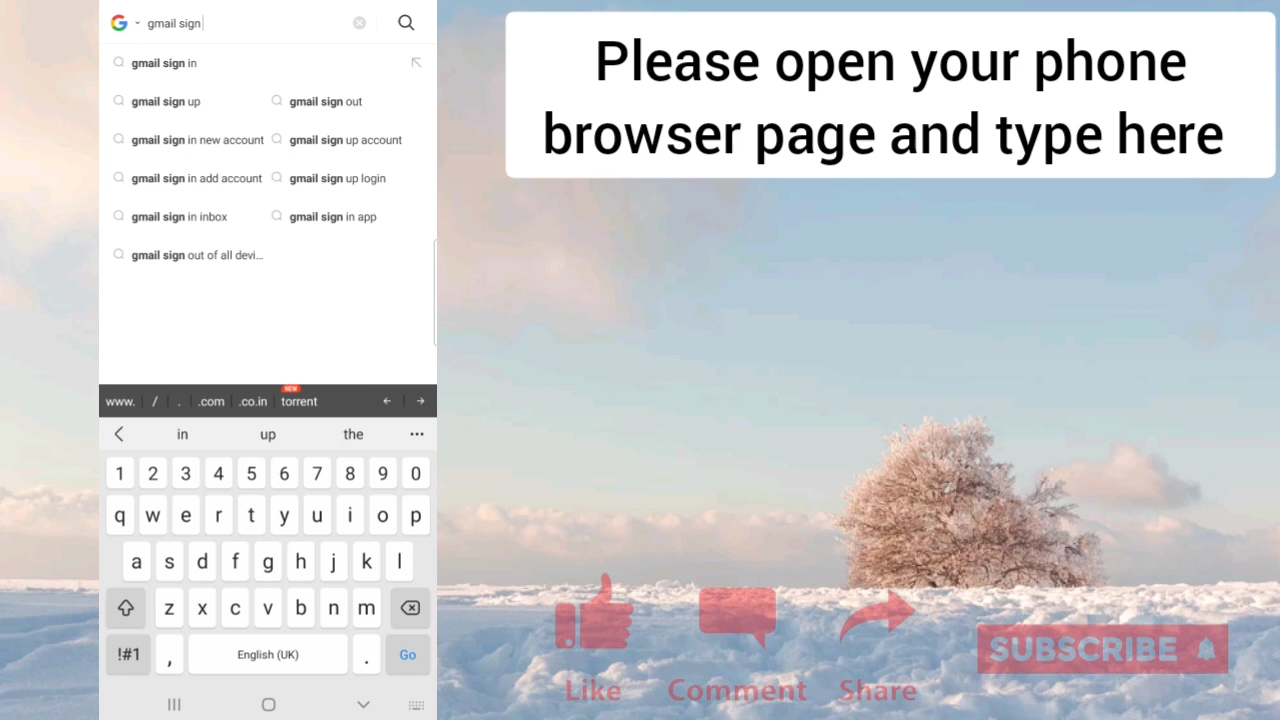 gmail sign
gmail sign in
gmail sign up
gmail sign out
gmail sign in new account
gmail sign up account
gmail sign in add account
gmail sign up login
gmail sign in inbox
gmail sign in app
gmail sign out of all devi...
www. / . .com .co.in torrent
NEW
in up the
1 2 3 4 5 6 7 8 9 0
q w e r t y u i o p
a s d f g h j k l
z x c v b n m
!#1 , English (UK) . Go
Please open your phone
browser page and type here
Like Comment Share
SUBSCRIBE